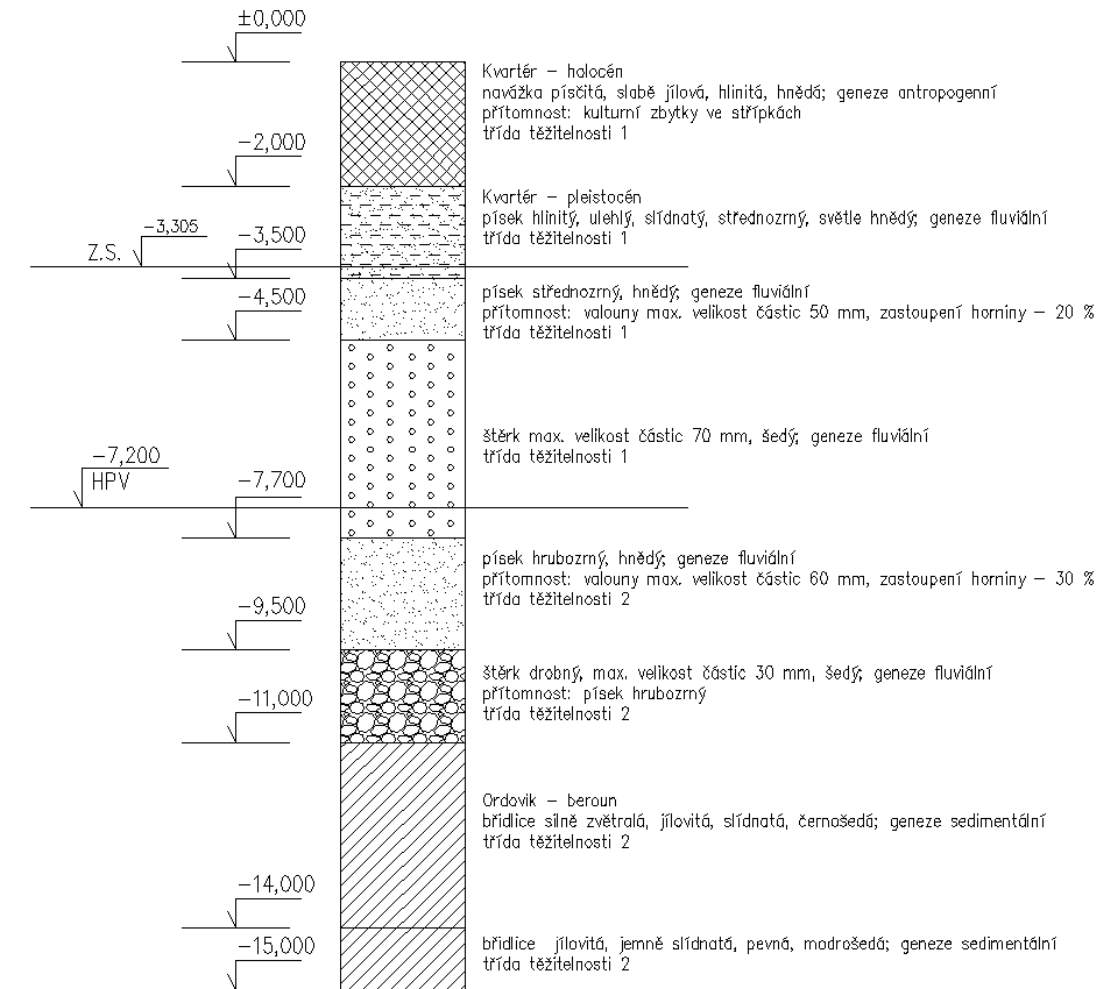 ±0,000
Kvartér – holocén
navážka písčitá, slabě jílová, hlinitá, hnědá; geneze antropogenní
přítomnost: kulturní zbytky ve střípkách
třída těžitelnosti 1
-2,000
Kvartér – pleistocén
písek hlinitý, ulehlý, slídnatý, střednozrný, světle hnědý; geneze fluviální
třída těžitelnosti 1
-3,305
Z.S.
-3,500
-4,500
písek střednozrný, hnědý; geneze fluviální
přítomnost: valouny max. velikost částic 50 mm, zastoupení horniny – 20 %
třída těžitelnosti 1
štěrk max. velikost částic 70 mm, šedý; geneze fluviální
třída těžitelnosti 1
-7,200
HPV
-7,700
písek hrubozrný, hnědý; geneze fluviální
přítomnost: valouny max. velikost částic 60 mm, zastoupení horniny – 30 %
třída těžitelnosti 2
-9,500
štěrk drobný, max. velikost částic 30 mm, šedý; geneze fluviální
přítomnost: písek hrubozrný
třída těžitelnosti 2
-11,000
Ordovik – beroun
břidlice silně zvětralá, jílovitá, slídnatá, černošedá; geneze sedimentální
třída těžitelnosti 2
-14,000
-15,000
břidlice jílovitá, jemně slídnatá, pevná, modrošedá; geneze sedimentální
třída těžitelnosti 2